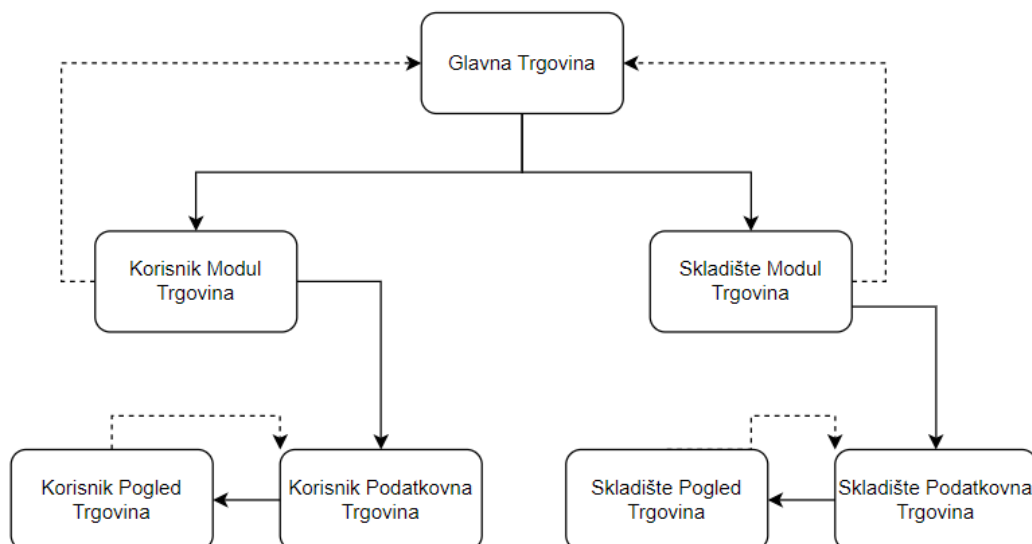 Glavna Trgovina
Korisnik Modul
Trgovina
Skladište Modul
Trgovina
Korisnik Pogled
Trgovina
Korisnik Podatkovna
Trgovina
Skladište Pogled
Trgovina
Skladište Podatkovna
Trgovina